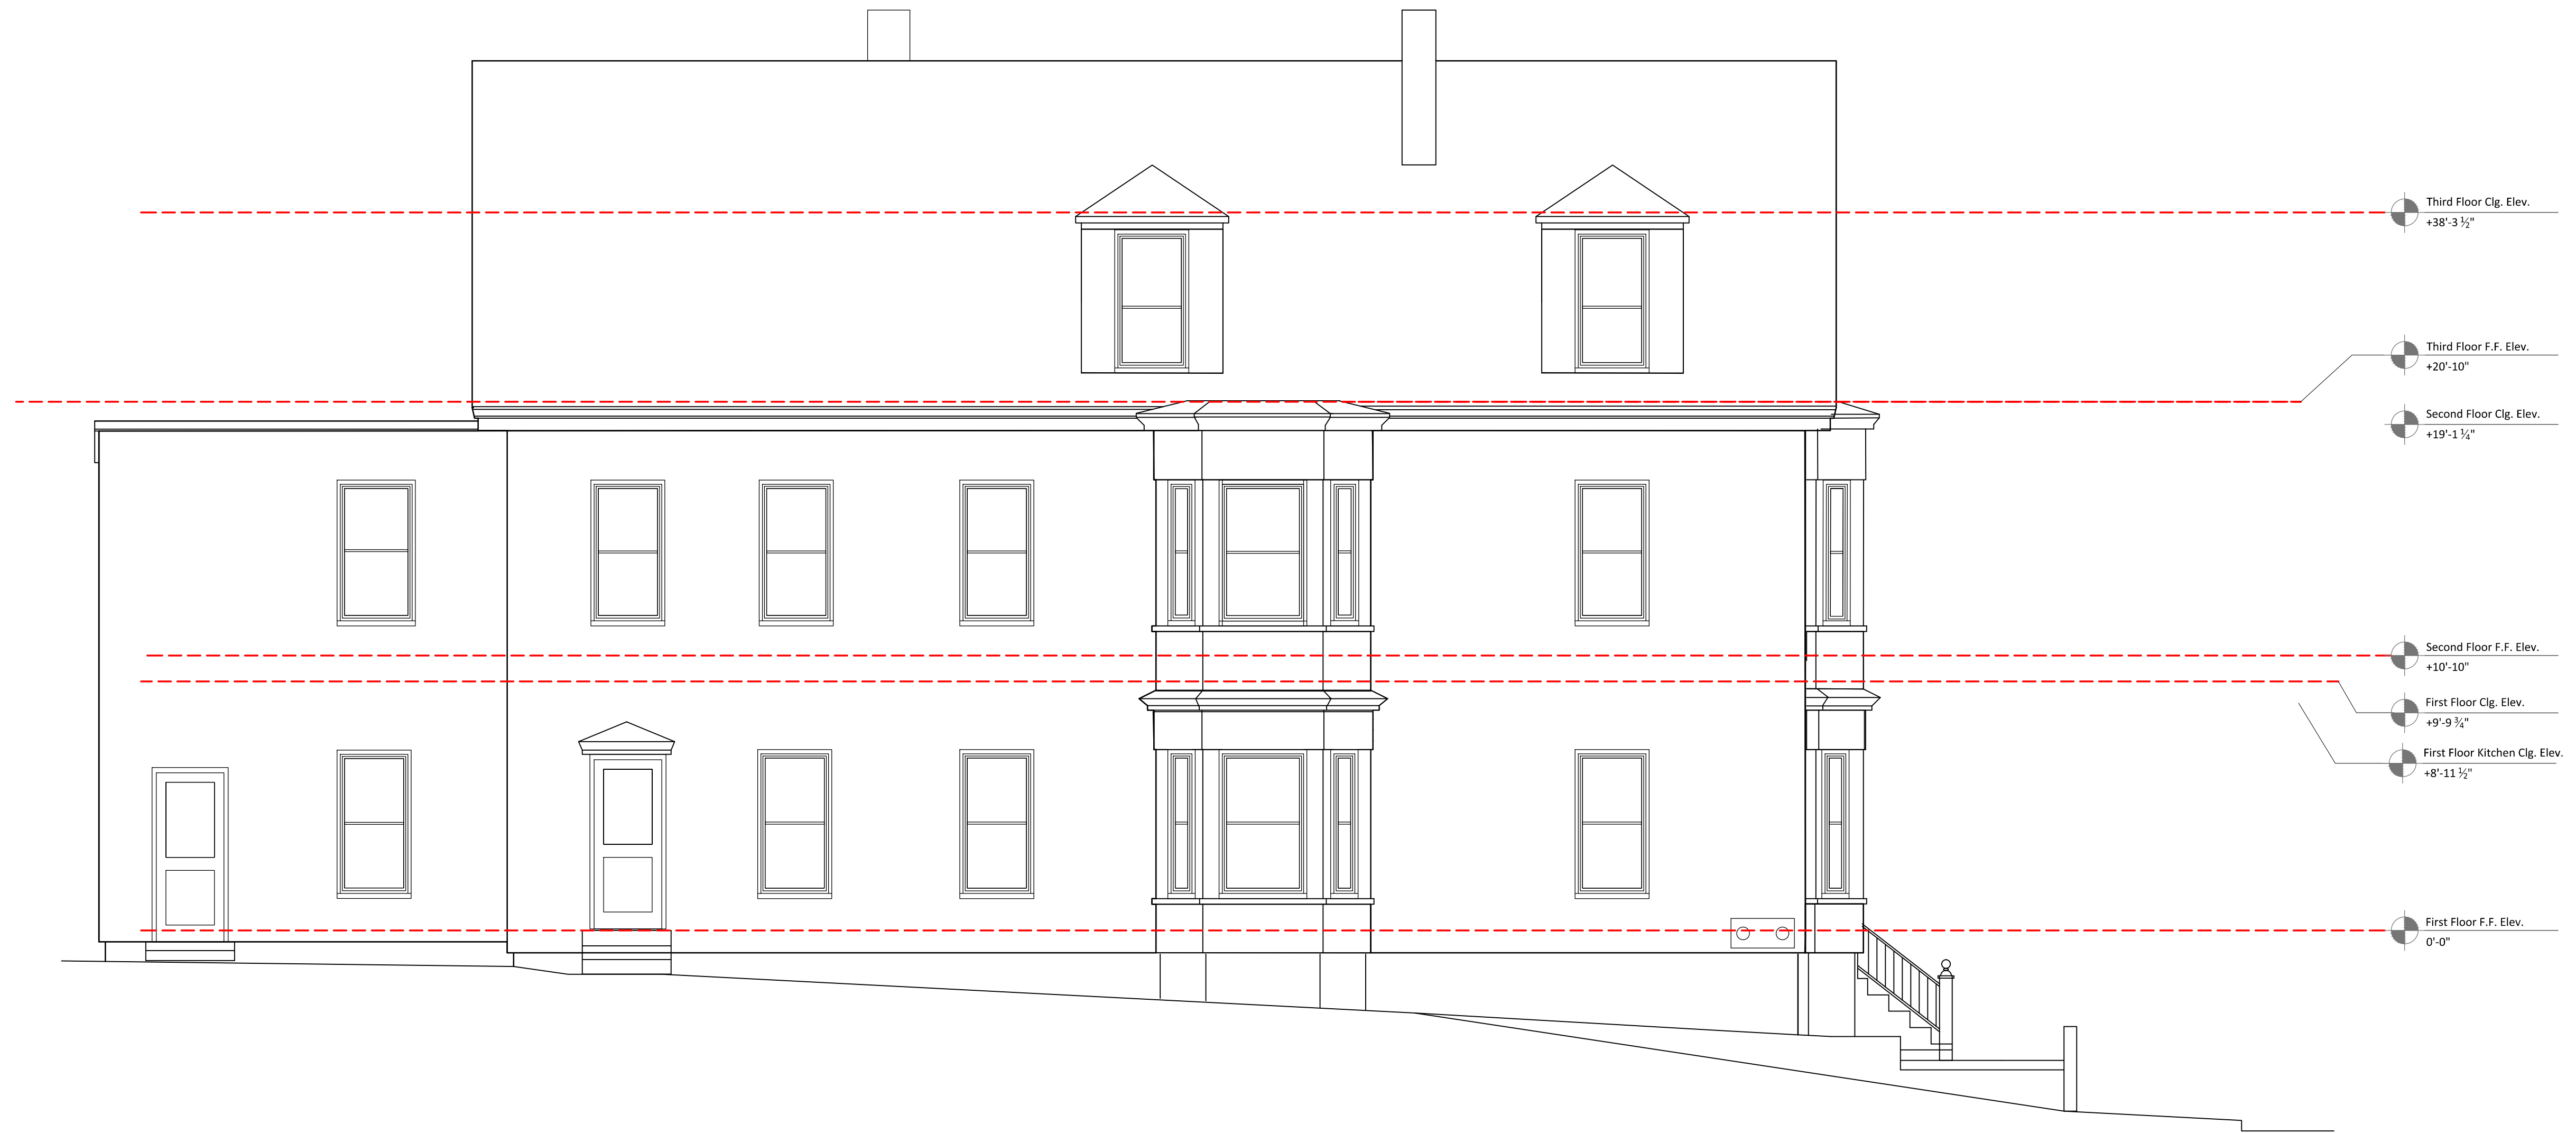 Third Floor Clg. Elev.
+38'-3 ½"
Third Floor F.F. Elev.
+20'-10"
Second Floor Clg. Elev.
+19'-1 ¼"
Second Floor F.F. Elev.
+10'-10"
First Floor Clg. Elev.
+9'-9 ¾"
First Floor Kitchen Clg. Elev.
+8'-11 ½"
First Floor F.F. Elev.
0'-0"